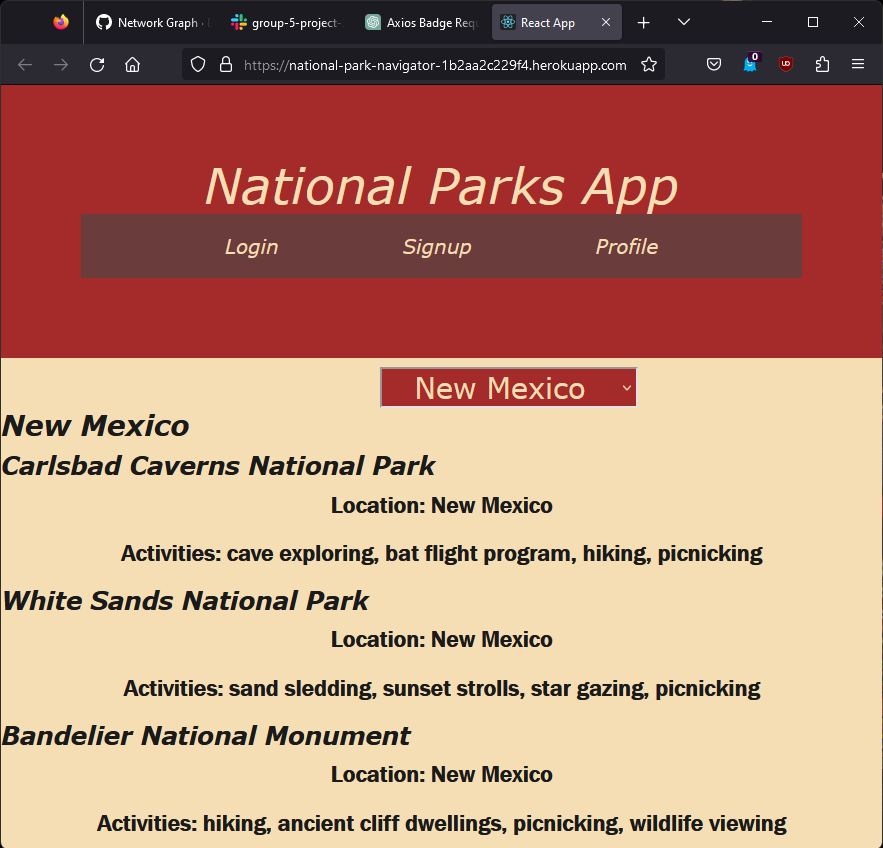 Network Graph ·
group-5-project-
Axios Badge Requ
React App
https://national-park-navigator-1b2aa2c229f4.herokuapp.com
0
UD
National Parks App
Login
Signup
Profile
New Mexico
New Mexico
Carlsbad Caverns National Park
Location: New Mexico
Activities: cave exploring, bat flight program, hiking, picnicking
White Sands National Park
Location: New Mexico
Activities: sand sledding, sunset strolls, star gazing, picnicking
Bandelier National Monument
Location: New Mexico
Activities: hiking, ancient cliff dwellings, picnicking, wildlife viewing